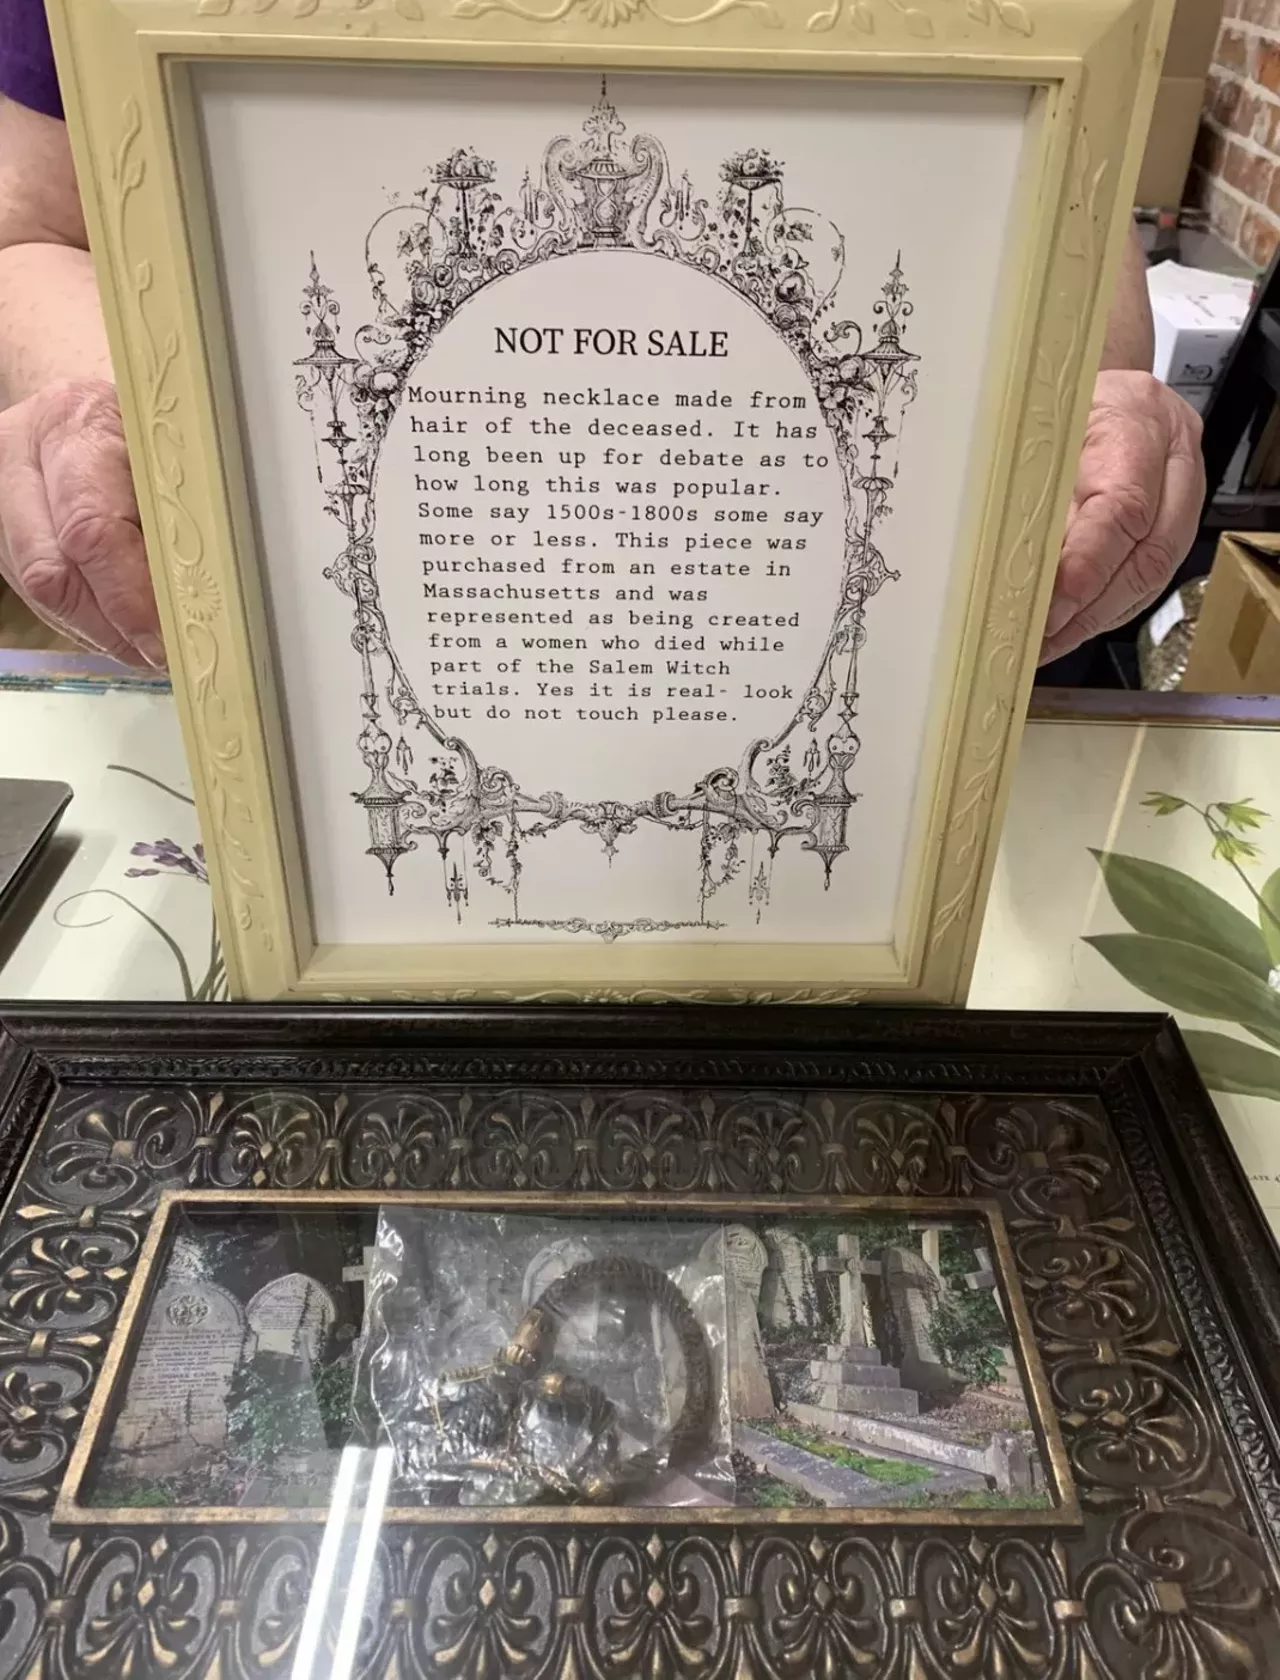 NOT FOR SALE
Mourning necklace made from
hair of the deceased. It has
long been up for debate as to
how long this was popular.
Some say 1500s-1800s some say
more or less. This piece was
purchased from an estate in
Massachusetts and was
represented as being created
from a women who died while
part of the Salem Witch
trials. Yes it is real- look
but do not touch please.